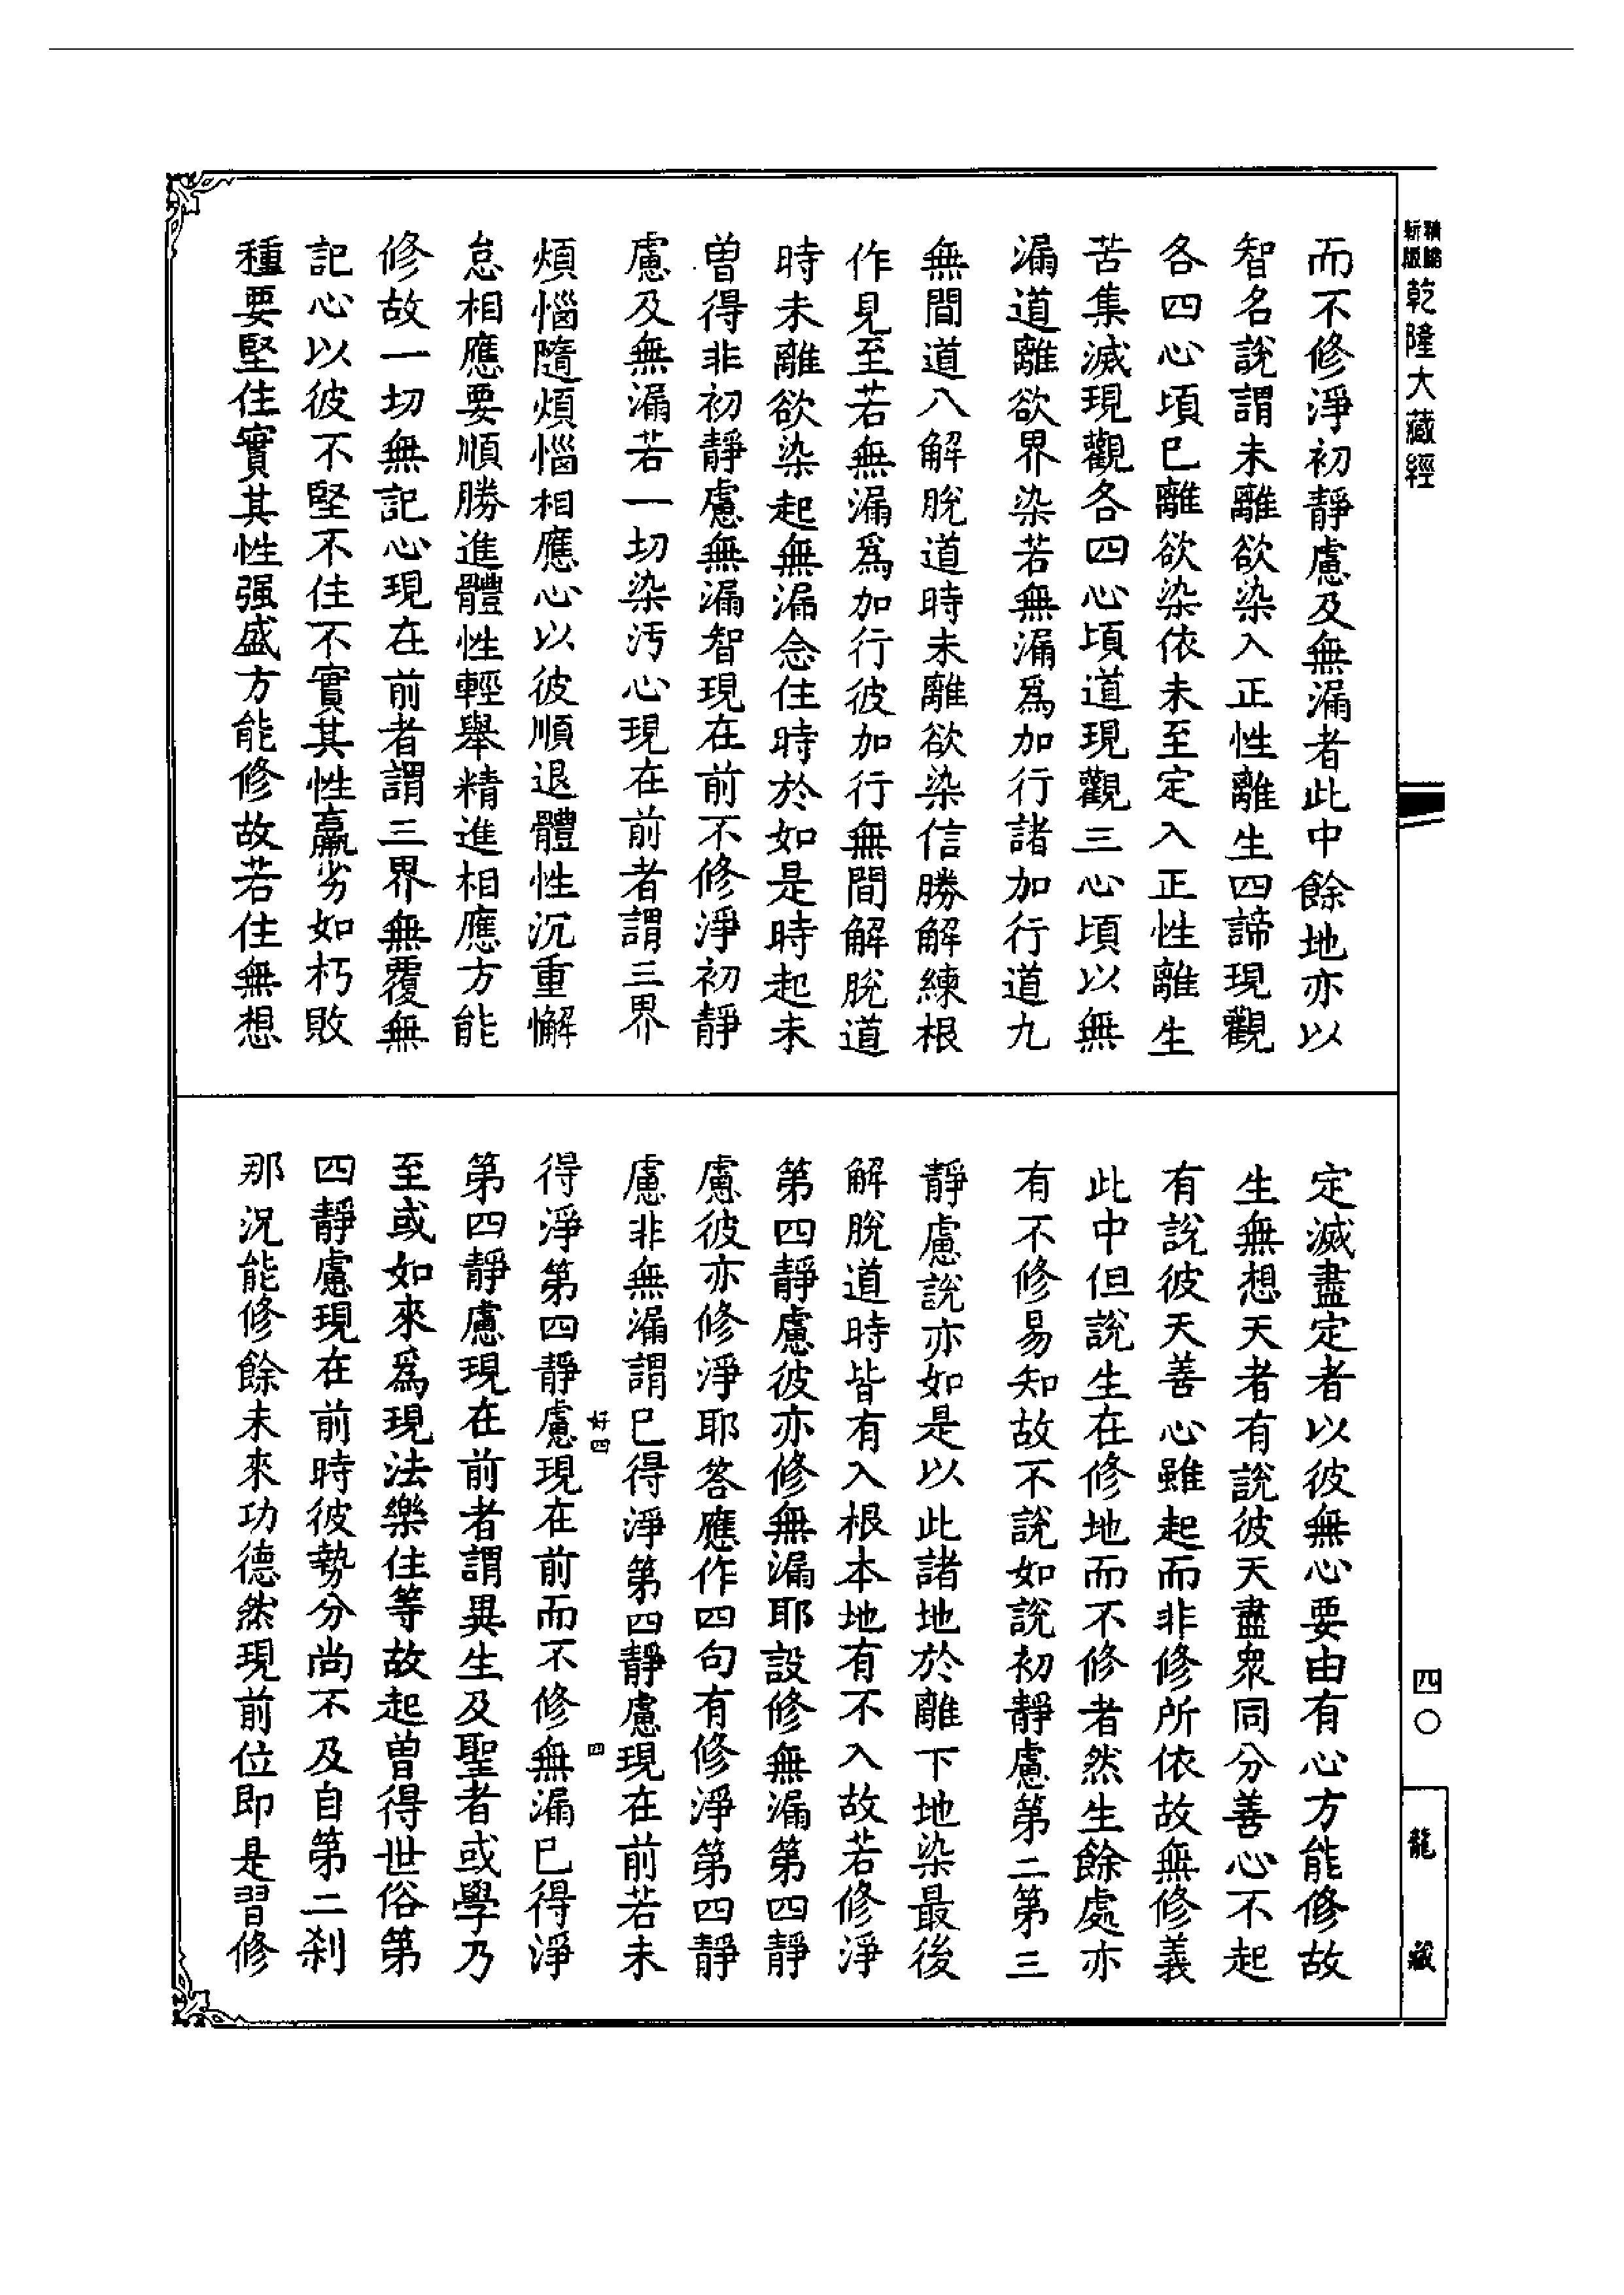 精縮新版乾隆大藏經
而不修淨初靜慮及無漏者此中餘地亦以
智名說謂未離欲染入正性離生四諦現觀
各四心頃已離欲染依未至定入正性離生
苦集滅現觀各四心頃道現觀三心頃以無
漏道離欲界染若無漏爲加行諸加行道九
無間道八解脫道時未離欲染信勝解練根
作見至若無漏爲加行彼加行無間解脫道
時未離欲染起無漏念住時於如是時起未
曾得非初靜慮無漏智現在前不修淨初靜
慮及無漏若一切染污心現在前者謂三界
煩惱隨煩惱相應心以彼順退體性沉重懈
怠相應要順勝進體性輕舉精進相應方能
修故一切無記心現在前者謂三界無覆無
記心以彼不堅不住不實其性羸劣如朽敗
種要堅住實其性强盛方能修故若住無想
定滅盡定者以彼無心要由有心方能修故
生無想天者有說彼天盡衆同分善心不起
有說彼天善心雖起而非修所依故無修義
此中但說生在修地而不修者然生餘處亦
有不修易知故不說如說初靜慮第二第三
靜慮說亦如是以此諸地於離下地染最後
解脫道時皆有入根本地有不入故若修淨
第四靜慮彼亦修無漏耶設修無漏第四靜
慮彼亦修淨耶答應作四句有修淨第四靜
慮非無漏謂已得淨第四靜慮現在前若未
得淨第四靜慮現在前而不修無漏已得淨
第四靜慮現在前者謂異生及聖者或學乃
至或如來爲現法樂住等故起曾得世俗第
四靜慮現在前時彼勢分尚不及自第二剎
那況能修餘未來功德然現前位即是習修
好四
四
四〇
龍藏